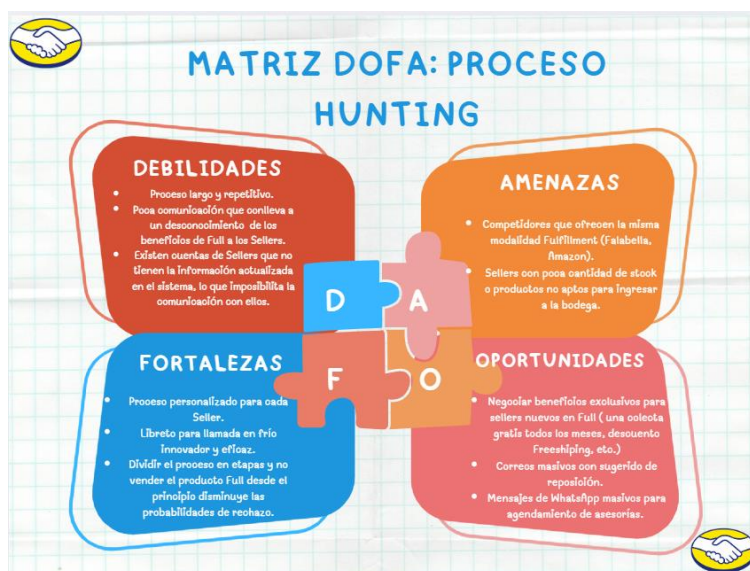 MATRIZ DOFA: PROCESO
HUNTING
DEBILIDADES
• Proceso largo y repetitivo.
• Poca comunicación que conlleva a
un desconocimiento de los
beneficios de Full a los Sellers.
• Existen cuentas de Sellers que no
tienen la información actualizada
en el sistema, lo que imposibilita la
comunicación con ellos.
AMENAZAS
• Competidores que ofrecen la misma
modalidad Fulfillment (Falabella,
Amazon).
• Sellers con poca cantidad de stock
o productos no aptos para ingresar
a la bodega.
D A
F O
FORTALEZAS
• Proceso personalizado para cada
Seller.
• Libreto para llamada en frío
innovador y eficaz.
• Dividir el proceso en etapas y no
vender el producto Full desde el
principio disminuye las
probabilidades de rechazo.
OPORTUNIDADES
• Negociar beneficios exclusivos para
sellers nuevos en Full ( una colecta
gratis todos los meses, descuento
Freeshiping, etc.)
• Correos masivos con sugerido de
reposición.
• Mensajes de WhatsApp masivos para
agendamiento de asesorías.